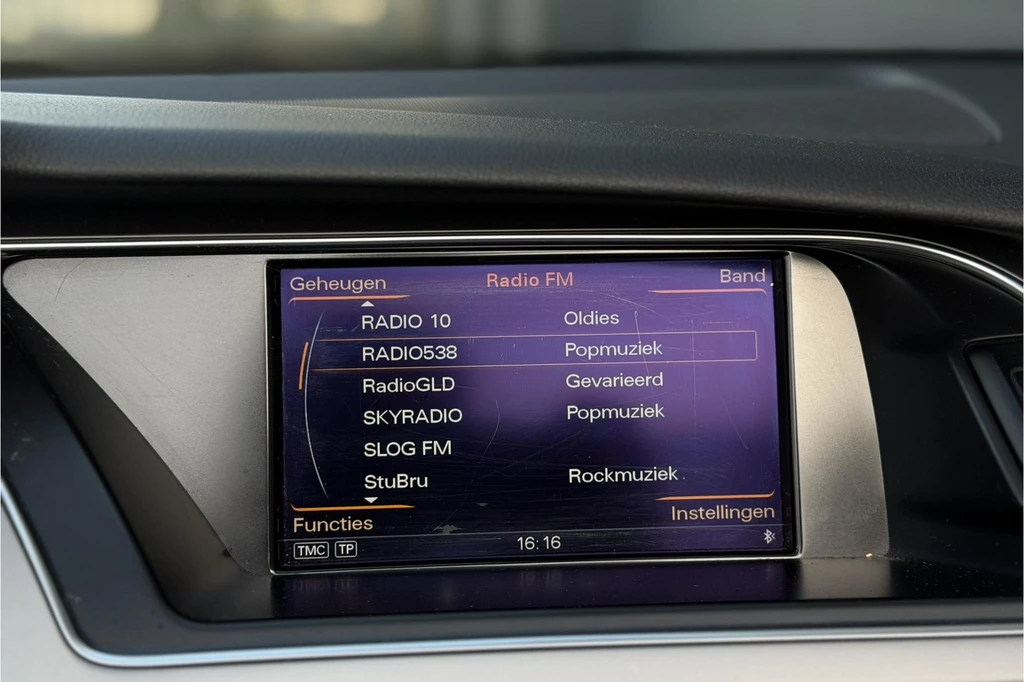 Geheugen Radio FM Band
RADIO 10 Oldies
RADIO538 Popmuziek
RadioGLD Gevarieerd
SKYRADIO Popmuziek
SLOG FM
StuBru Rockmuziek
Functies Instellingen
TMC TP 16:16